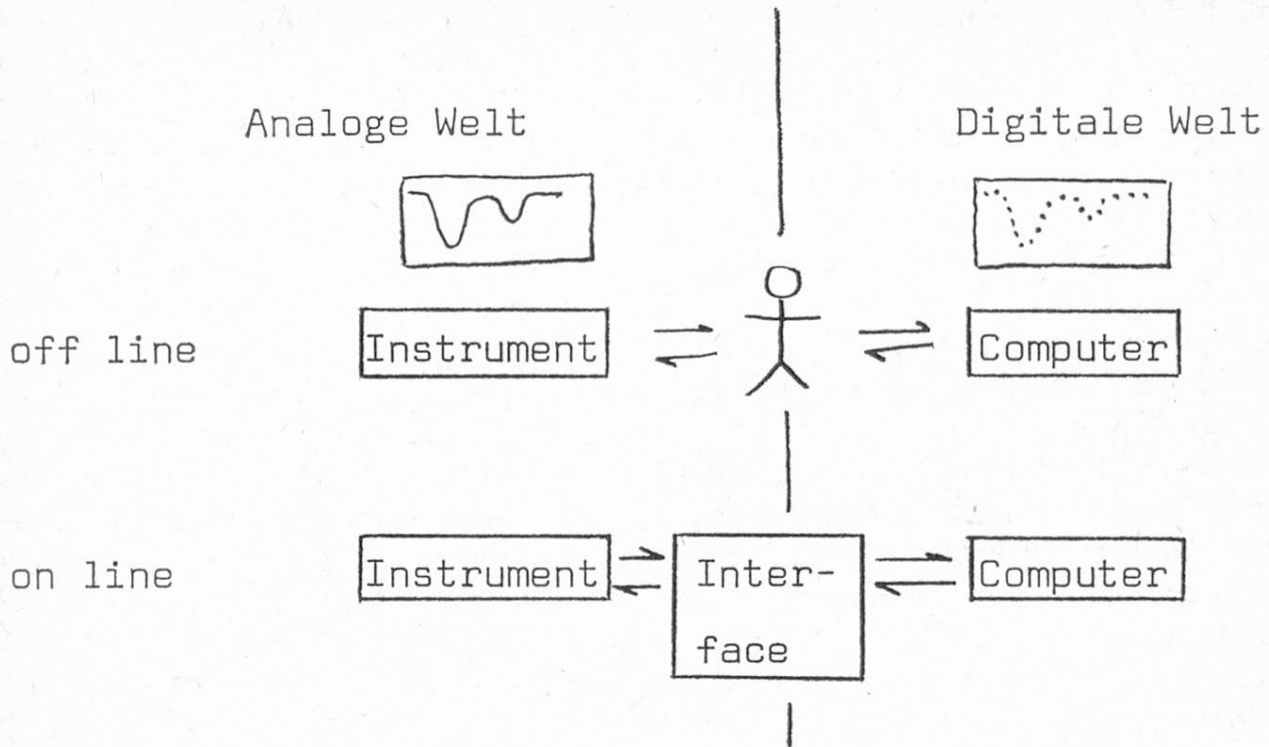 Analoge Welt
Digitale Welt
off line
Instrument
Computer
on line
Instrument
Inter-
face
Computer